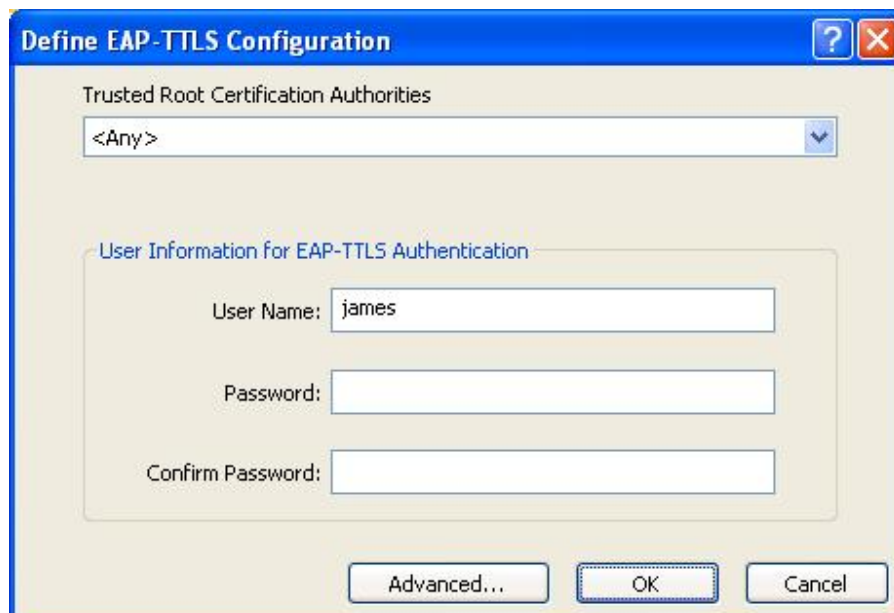 Define EAP-TTLS Configuration
Trusted Root Certification Authorities
<Any>
User Information for EAP-TTLS Authentication
User Name: james
Password:
Confirm Password:
Advanced... OK Cancel